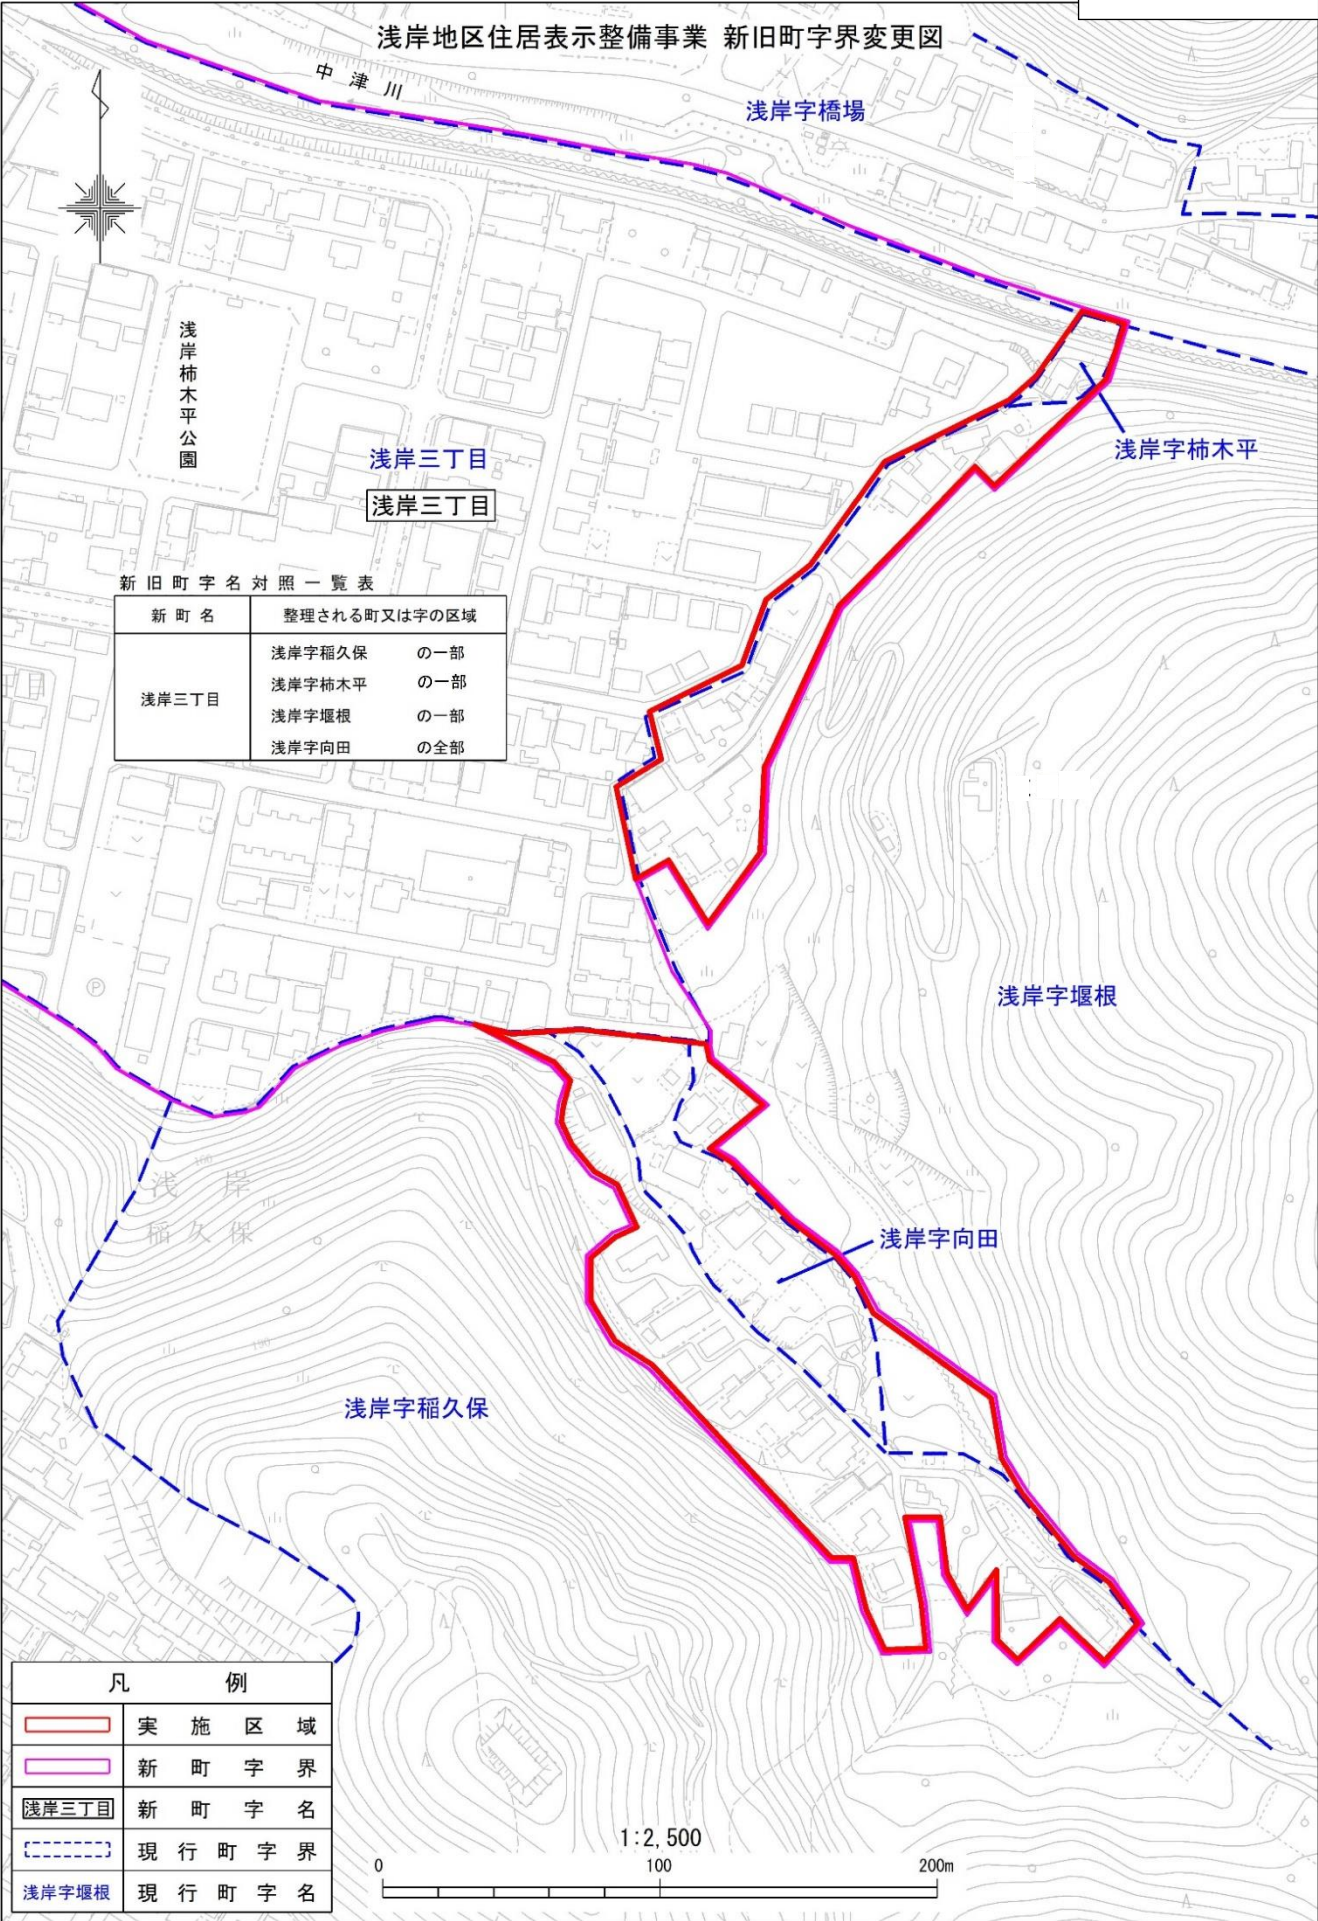 浅岸地区住居表示整備事業 新旧町字界変更図
中津川
浅岸字橋場
浅岸柿木平公園
浅岸三丁目
浅岸三丁目
浅岸字柿木平
新旧町字名対照一覧表
新町名 整理される町又は字の区域
浅岸三丁目
浅岸字稲久保 の一部
浅岸字柿木平 の一部
浅岸字堰根 の一部
浅岸字向田 の全部
浅岸字堰根
P
浅岸
稲久保
浅岸字向田
浅岸字稲久保
凡例
実施区域
新町字界
浅岸三丁目 新町字名
現行町字界
浅岸字堰根 現行町字名
1:2,500
0 100 200m